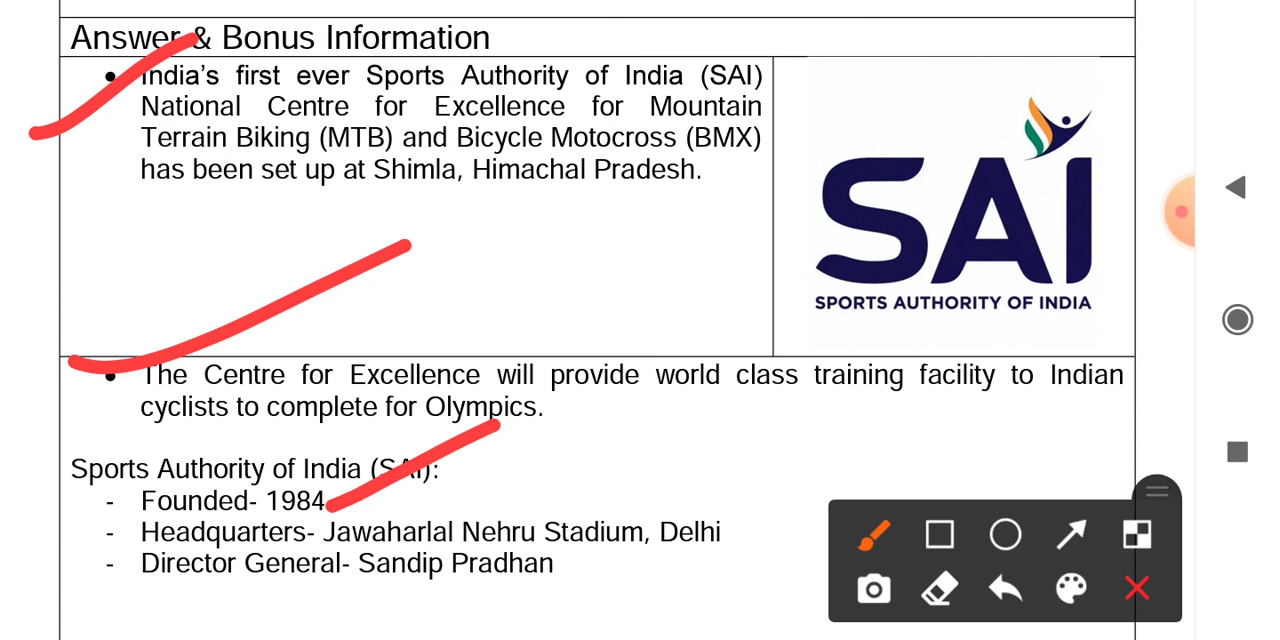 Answer & Bonus Information
India's first ever Sports Authority of India (SAI)
National Centre for Excellence for Mountain
Terrain Biking (MTB) and Bicycle Motocross (BMX)
has been set up at Shimla, Himachal Pradesh.
SAI
SPORTS AUTHORITY OF INDIA
The Centre for Excellence will provide world class training facility to Indian
cyclists to complete for Olympics.
Sports Authority of India (SAI):
- Founded- 1984
- Headquarters- Jawaharlal Nehru Stadium, Delhi
- Director General- Sandip Pradhan